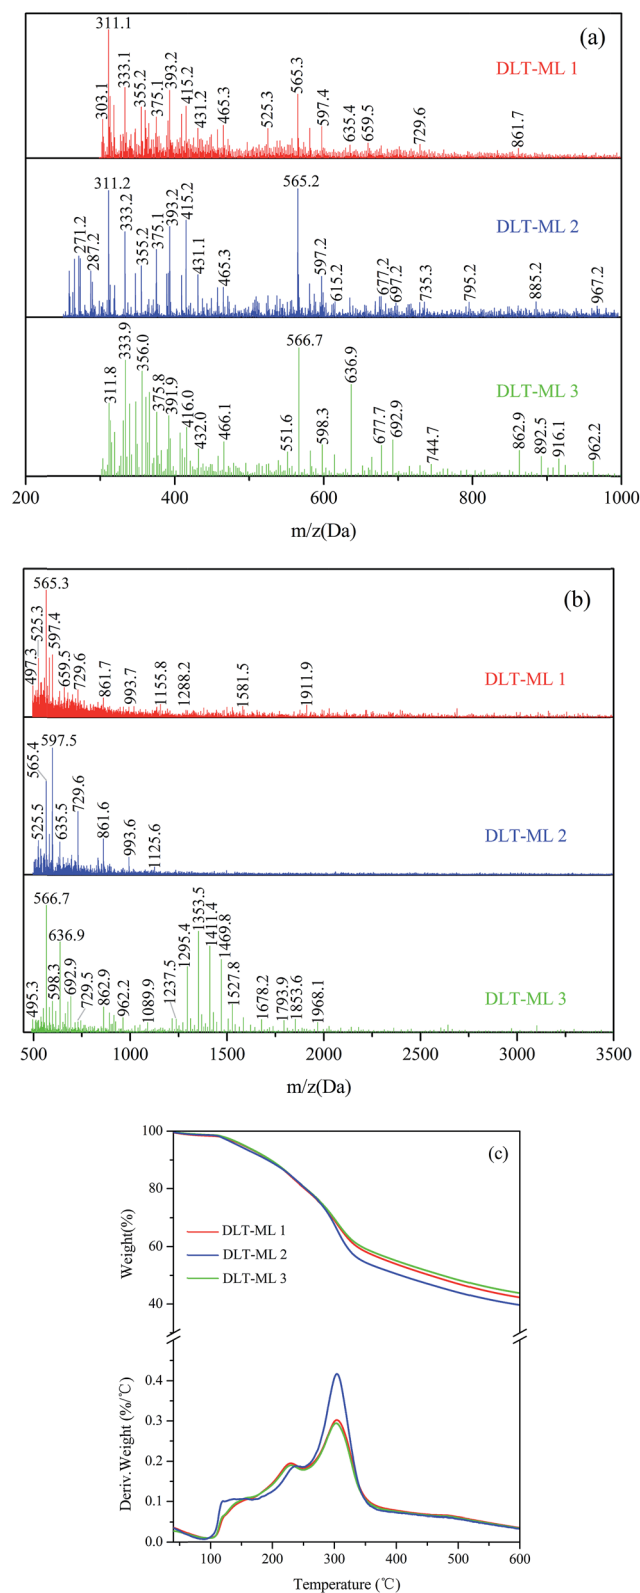 (a)
DLT-ML 1
303.1 311.1 333.1 355.2 375.1 393.2 415.2 431.2 465.3 525.3 565.3 597.4 635.4 659.5 729.6 861.7
DLT-ML 2
271.2 287.2 311.2 333.2 355.2 375.1 393.2 415.2 431.1 465.3 565.2 597.2 615.2 677.2 697.2 735.3 795.2 885.2 967.2
DLT-ML 3
311.8 333.9 356.0 375.8 391.9 416.0 432.0 466.1 551.6 566.7 598.3 636.9 677.7 692.9 744.7 862.9 892.5 916.1 962.2
200 400 600 800 1000
m/z(Da)
(b)
DLT-ML 1
497.3 525.3 565.3 597.4 659.5 729.6 861.7 993.7 1155.8 1288.2 1581.5 1911.9
DLT-ML 2
525.5 565.4 597.5 635.5 729.6 861.6 993.6 1125.6
DLT-ML 3
495.3 566.7 598.3 636.9 692.9 729.5 862.9 962.2 1089.9 1237.5 1295.4 1353.5 1411.4 1469.8 1527.8 1678.2 1793.9 1853.6 1968.1
500 1000 1500 2000 2500 3000 3500
m/z(Da)
(c)
Weight(%)
100
80
60
40
DLT-ML 1
DLT-ML 2
DLT-ML 3
Deriv.Weight (%/℃)
0.4
0.3
0.2
0.1
0.0
100 200 300 400 500 600
Temperature (℃)